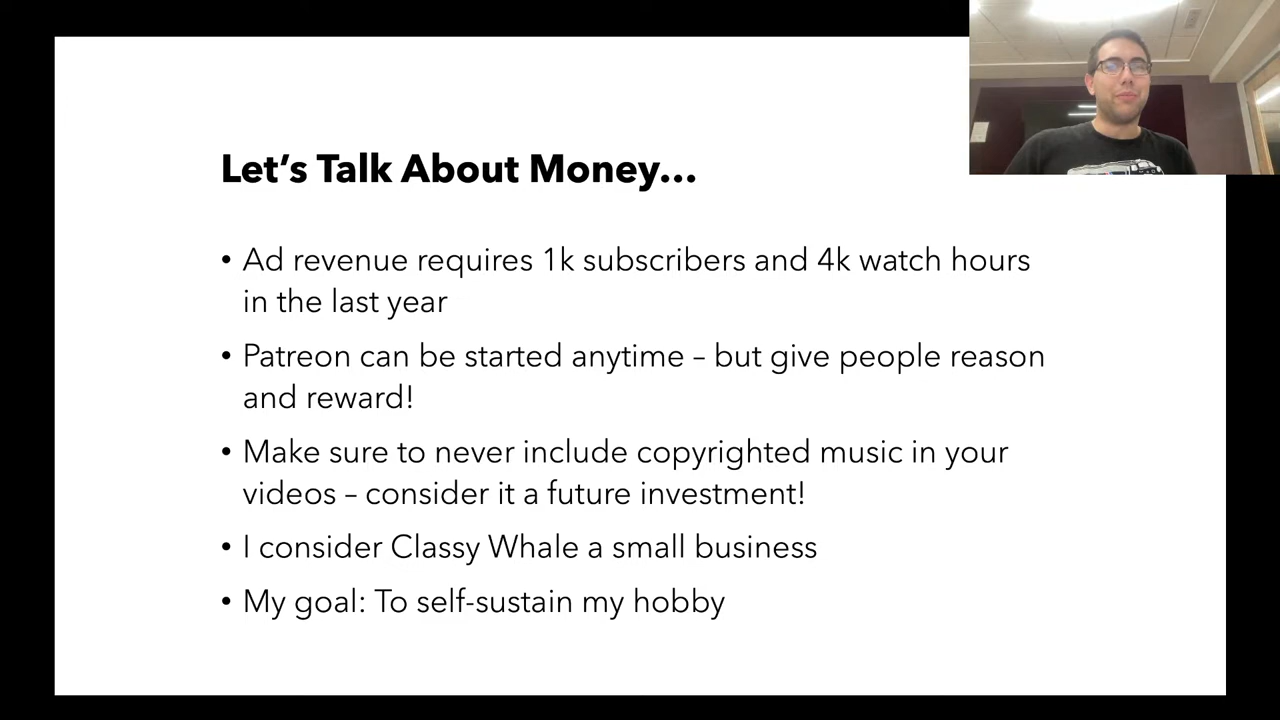 Let’s Talk About Money…
• Ad revenue requires 1k subscribers and 4k watch hours
in the last year
• Patreon can be started anytime – but give people reason
and reward!
• Make sure to never include copyrighted music in your
videos – consider it a future investment!
• I consider Classy Whale a small business
• My goal: To self-sustain my hobby